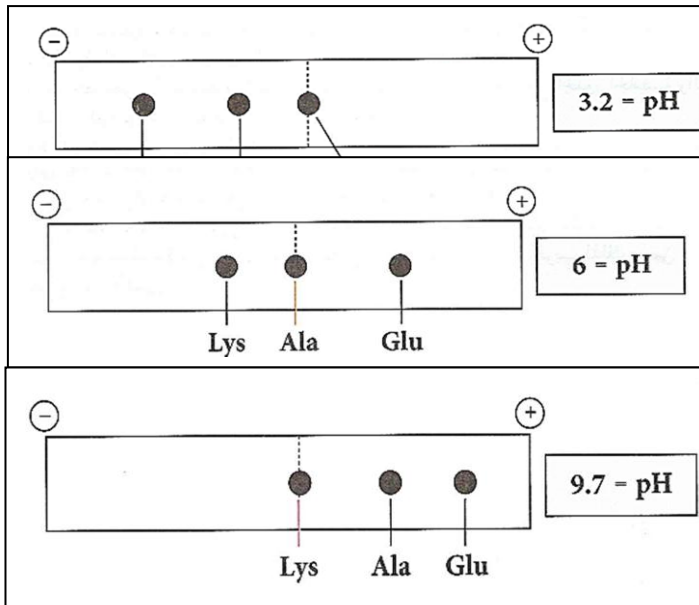 − +
3.2 = pH
− +
6 = pH
Lys Ala Glu
− +
9.7 = pH
Lys Ala Glu